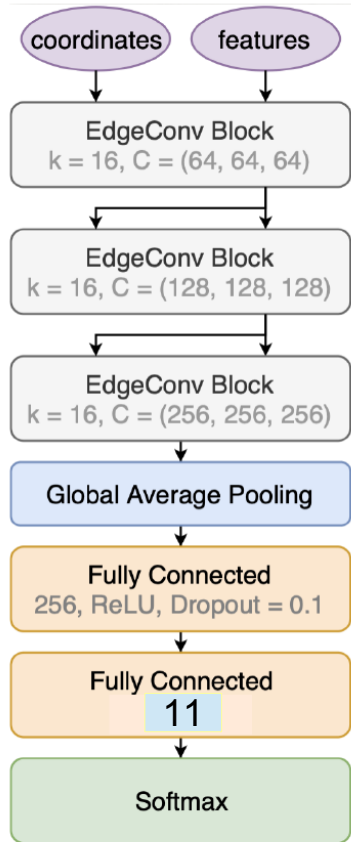 coordinates
features
EdgeConv Block
k = 16, C = (64, 64, 64)
EdgeConv Block
k = 16, C = (128, 128, 128)
EdgeConv Block
k = 16, C = (256, 256, 256)
Global Average Pooling
Fully Connected
256, ReLU, Dropout = 0.1
Fully Connected
11
Softmax